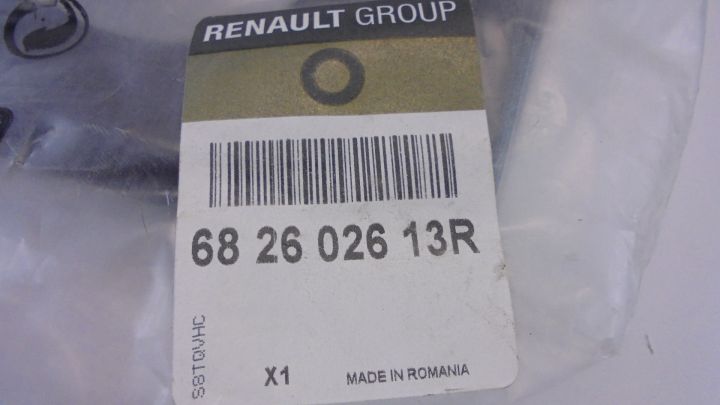 RENAULT GROUP
68 26 026 13R
S8TQVHC
X1
MADE IN ROMANIA